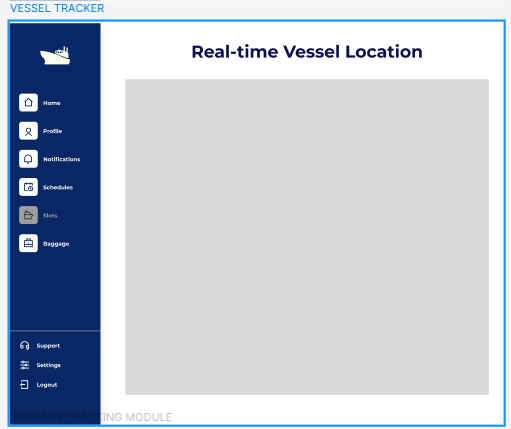 VESSEL TRACKER
Real-time Vessel Location
Home
Profile
Notifications
Schedules
Slots
Baggage
Support
Settings
Logout
BAGGAGE TRACKING MODULE